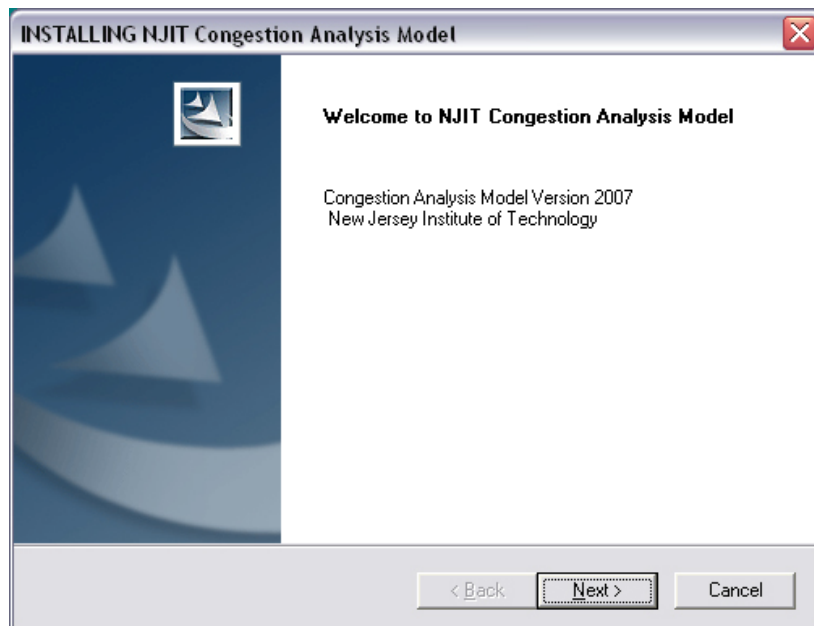 INSTALLING NJIT Congestion Analysis Model
Welcome to NJIT Congestion Analysis Model
Congestion Analysis Model Version 2007
New Jersey Institute of Technology
< Back Next > Cancel